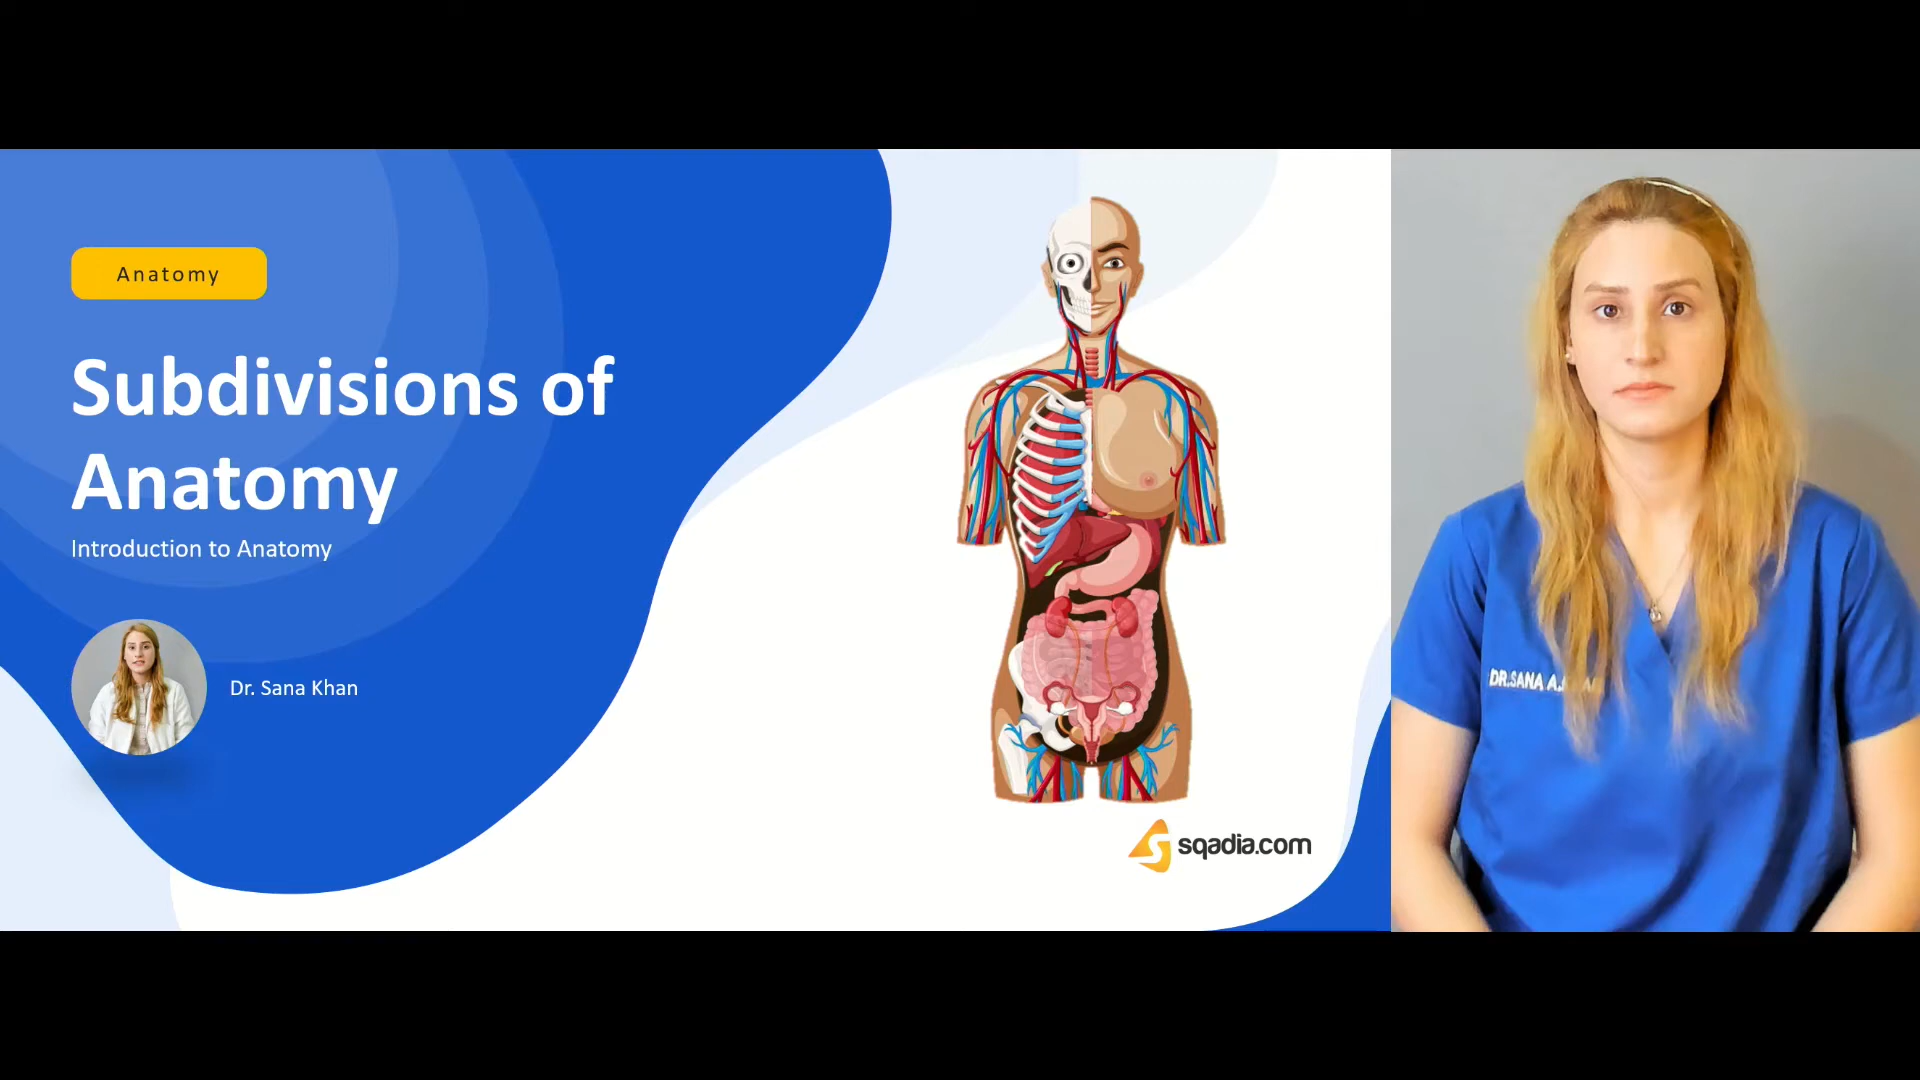 Anatomy
Subdivisions of
Anatomy
Introduction to Anatomy
Dr. Sana Khan
sqadia.com
DR.SANA A.